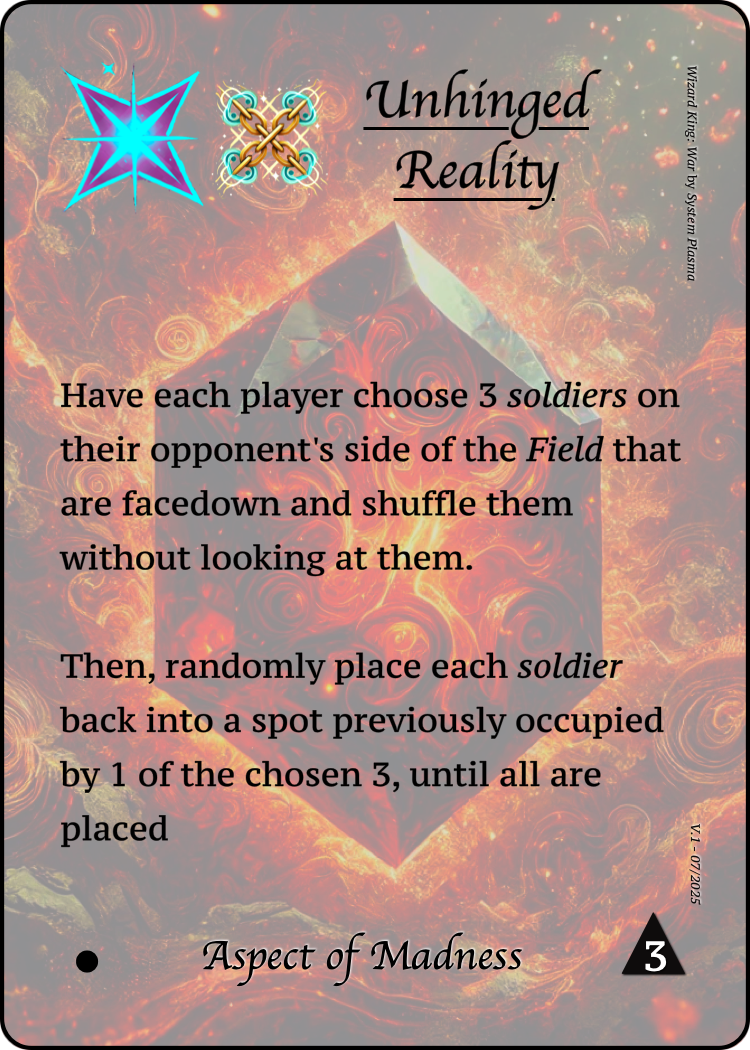 Unhinged
Reality
Wizard King: War by System Plasma
Have each player choose 3 soldiers on
their opponent's side of the Field that
are facedown and shuffle them
without looking at them.
Then, randomly place each soldier
back into a spot previously occupied
by 1 of the chosen 3, until all are
placed
V.1 - 07/2025
Aspect of Madness
3